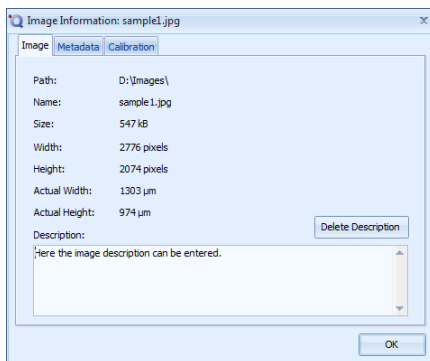 Image Information: sample1.jpg
Image Metadata Calibration
Path: D:\Images\
Name: sample1.jpg
Size: 547 kB
Width: 2776 pixels
Height: 2074 pixels
Actual Width: 1303 µm
Actual Height: 974 µm
Delete Description
Description:
Here the image description can be entered.
OK